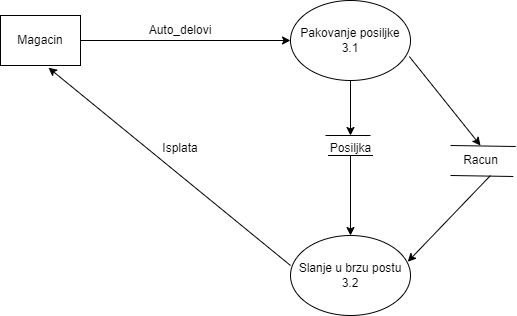 Auto_delovi
Magacin
Pakovanje posiljke
3.1
Isplata
Posiljka
Racun
Slanje u brzu postu
3.2